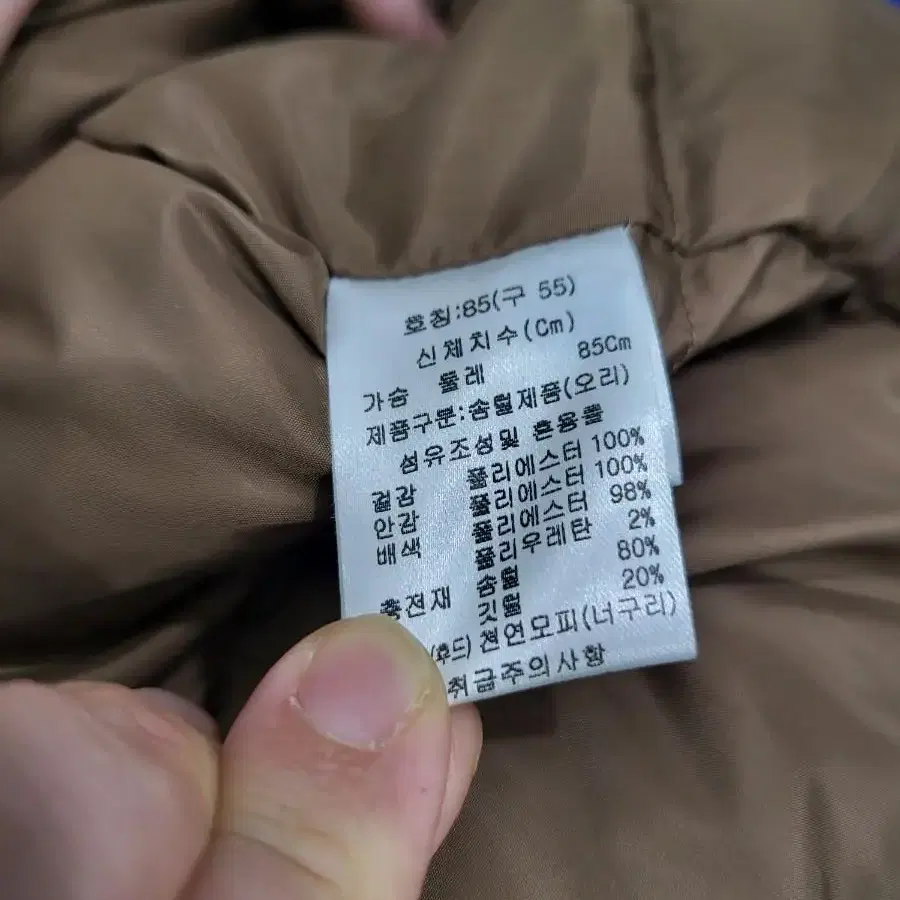 호칭:85(구 55)
신체치수(Cm)
가슴 둘레 85Cm
제품구분:솜털제품(오리)
섬유조성및 혼용률
겉감 폴리에스터 100%
안감 폴리에스터 100%
배색 폴리에스터 98%
폴리우레탄 2%
충전재 솜털 80%
깃털 20%
(후드) 천연모피(너구리)
취급주의사항